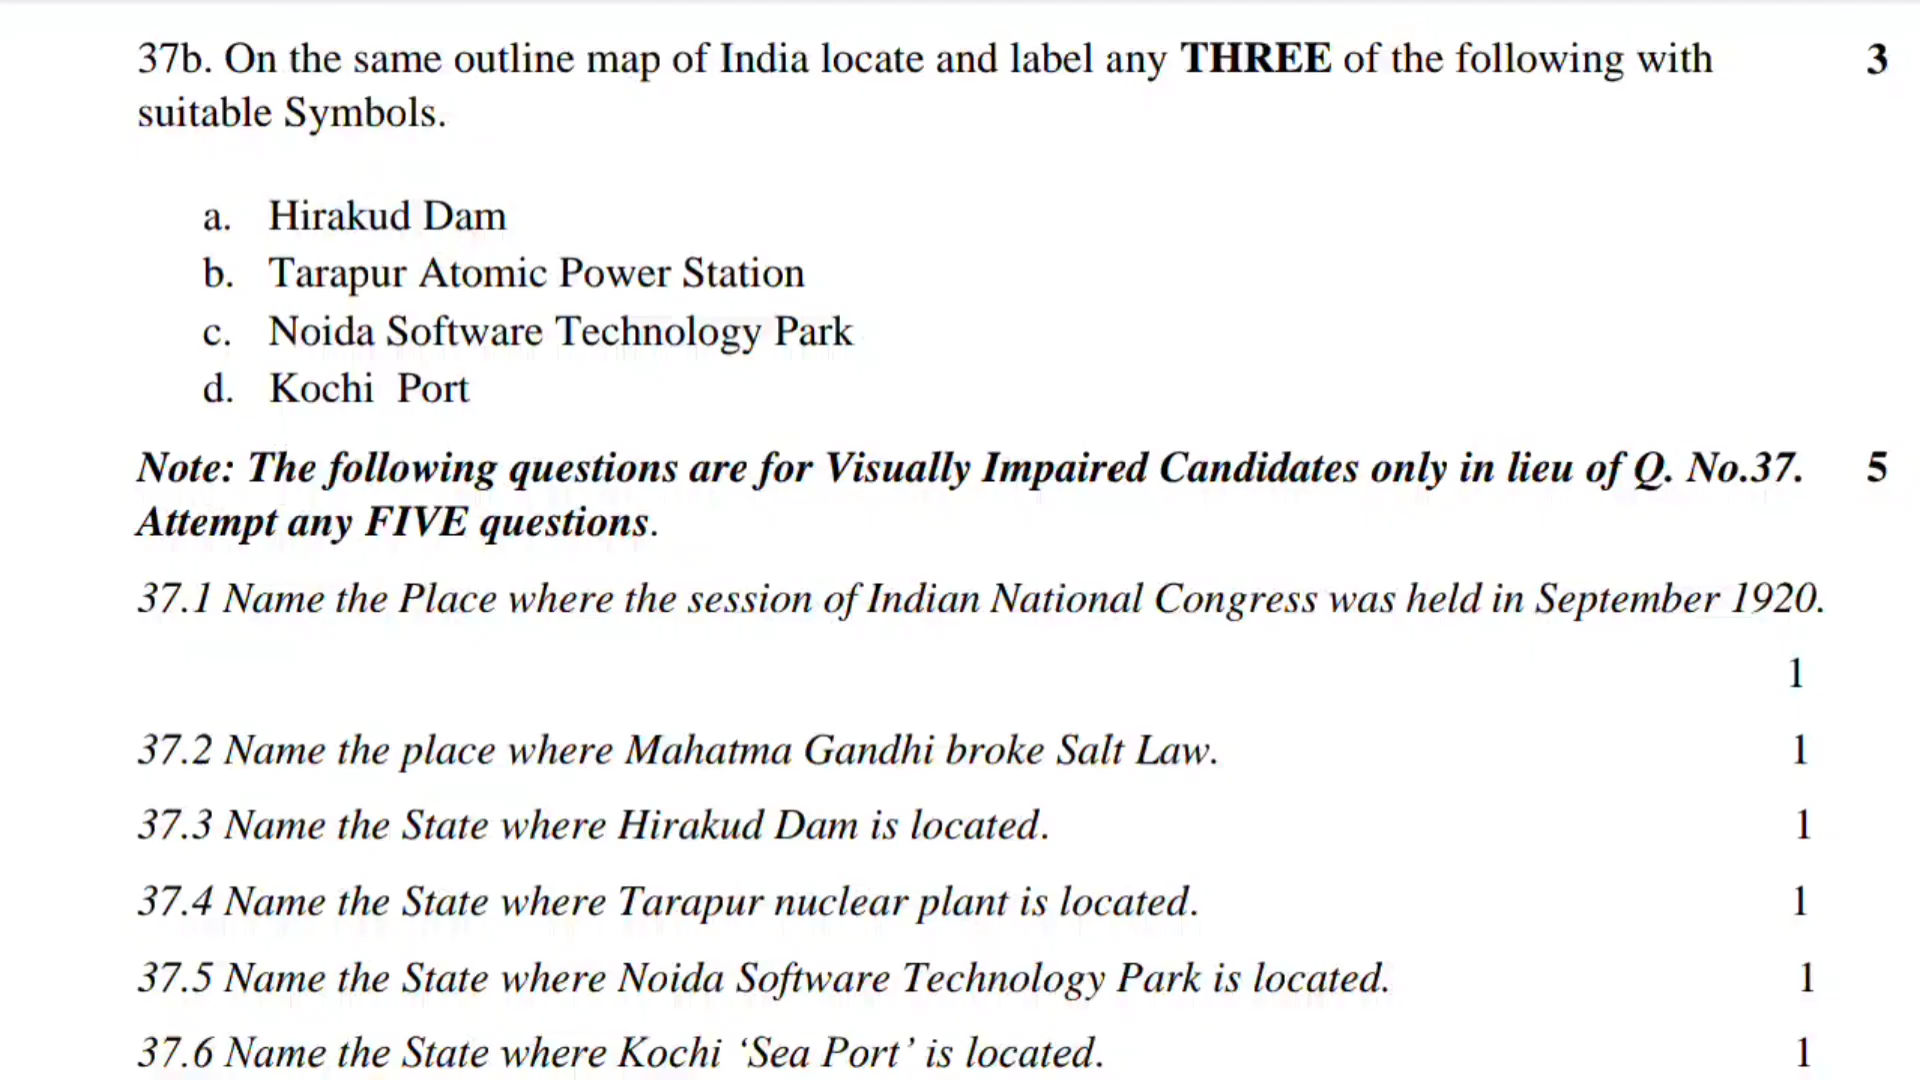 37b. On the same outline map of India locate and label any THREE of the following with 3
suitable Symbols.
a. Hirakud Dam
b. Tarapur Atomic Power Station
c. Noida Software Technology Park
d. Kochi Port
Note: The following questions are for Visually Impaired Candidates only in lieu of Q. No.37. 5
Attempt any FIVE questions.
37.1 Name the Place where the session of Indian National Congress was held in September 1920.
1
37.2 Name the place where Mahatma Gandhi broke Salt Law. 1
37.3 Name the State where Hirakud Dam is located. 1
37.4 Name the State where Tarapur nuclear plant is located. 1
37.5 Name the State where Noida Software Technology Park is located. 1
37.6 Name the State where Kochi ‘Sea Port’ is located. 1